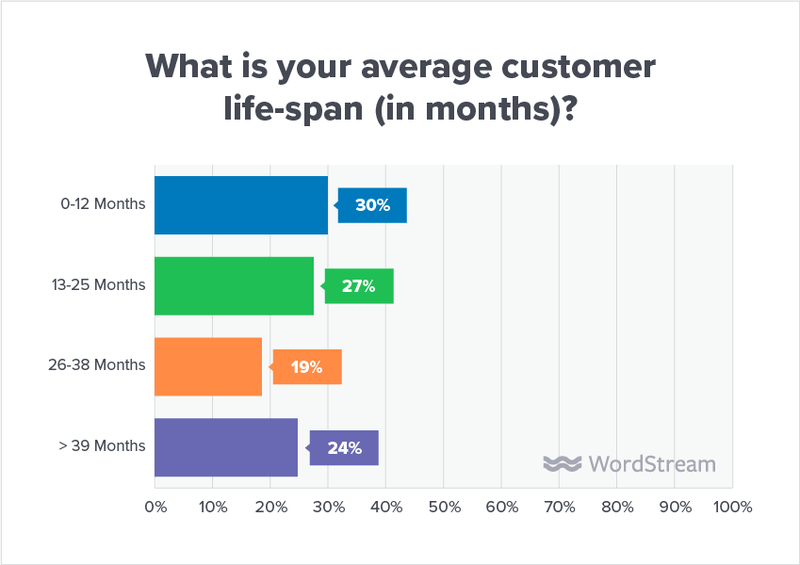 What is your average customer
life-span (in months)?
0-12 Months
30%
13-25 Months
27%
26-38 Months
19%
> 39 Months
24%
WordStream
0% 10% 20% 30% 40% 50% 60% 70% 80% 90% 100%